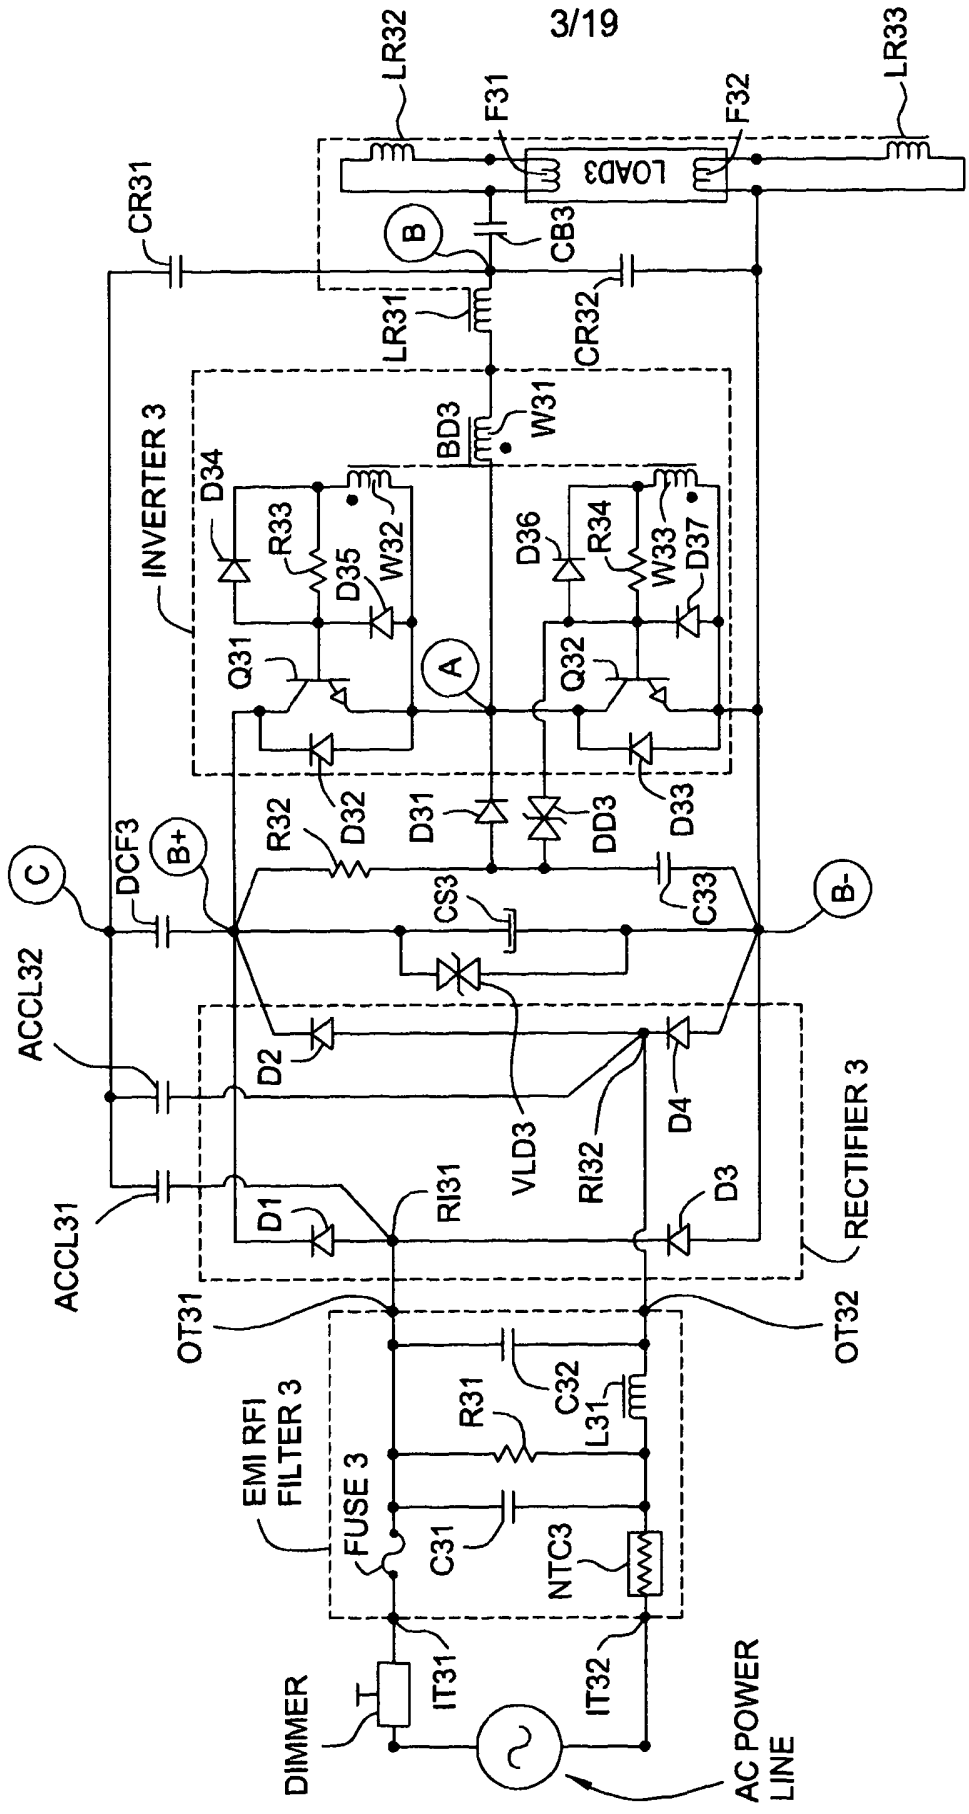 3/19
DIMMER
AC POWER
LINE
IT31
IT32
EMI RFI
FILTER 3
FUSE 3
C31
R31
C32
NTC3
L31
OT31
OT32
RECTIFIER 3
ACCL31
ACCL32
D1
D2
D3
D4
RI31
RI32
VLD3
C
DCF3
B+
B-
CS3
R32
C33
D31
DD3
INVERTER 3
Q31
D32
D34
R33
D35
W32
A
BD3
W31
D36
R34
W33
D37
Q32
D33
LR31
CR31
B
CB3
CR32
LR32
F31
LOAD3
F32
LR33